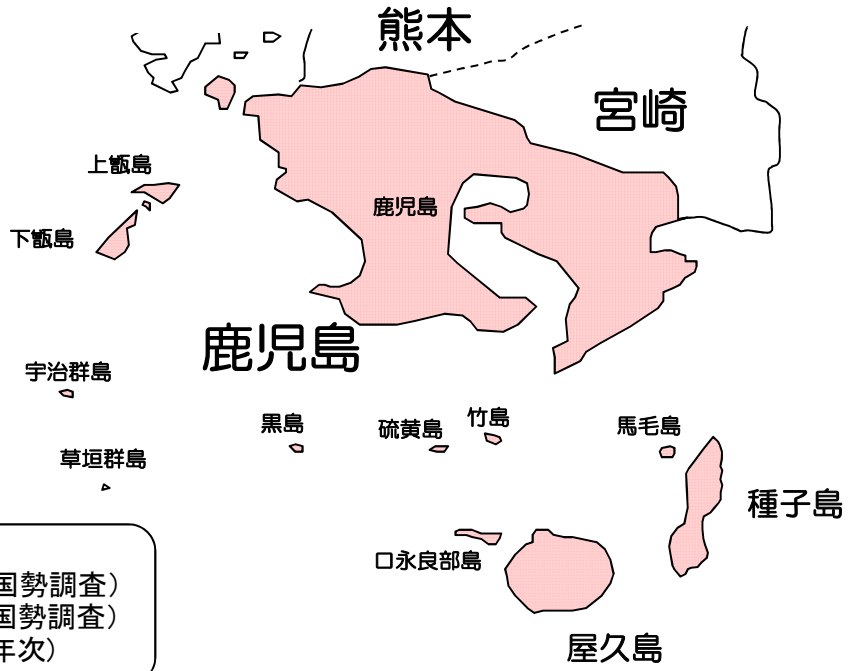 熊本
宮崎
上甑島
鹿児島
下甑島
鹿児島
宇治群島
黒島
硫黄島
竹島
馬毛島
草垣群島
種子島
口永良部島
国勢調査）
国勢調査）
年次）
屋久島